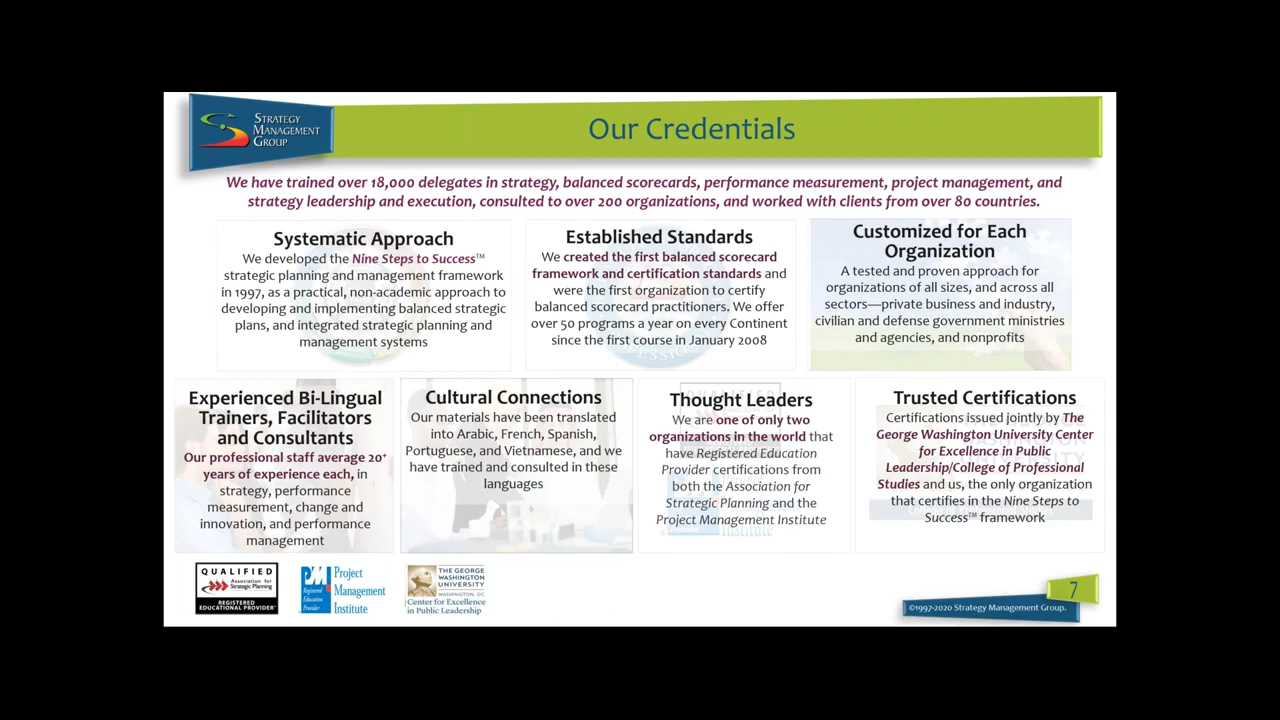 STRATEGY
MANAGEMENT
GROUP
Our Credentials
We have trained over 18,000 delegates in strategy, balanced scorecards, performance measurement, project management, and
strategy leadership and execution, consulted to over 200 organizations, and worked with clients from over 80 countries.
Systematic Approach
We developed the Nine Steps to Success™
strategic planning and management framework
in 1997, as a practical, non-academic approach to
developing and implementing balanced strategic
plans, and integrated strategic planning and
management systems
Established Standards
We created the first balanced scorecard
framework and certification standards and
were the first organization to certify
balanced scorecard practitioners. We offer
over 50 programs a year on every Continent
since the first course in January 2008
Customized for Each
Organization
A tested and proven approach for
organizations of all sizes, and across all
sectors—private business and industry,
civilian and defense government ministries
and agencies, and nonprofits
Experienced Bi-Lingual
Trainers, Facilitators
and Consultants
Our professional staff average 20+
years of experience each, in
strategy, performance
measurement, change and
innovation, and performance
management
Cultural Connections
Our materials have been translated
into Arabic, French, Spanish,
Portuguese, and Vietnamese, and we
have trained and consulted in these
languages
Thought Leaders
We are one of only two
organizations in the world that
have Registered Education
Provider certifications from
both the Association for
Strategic Planning and the
Project Management Institute
Trusted Certifications
Certifications issued jointly by The
George Washington University Center
for Excellence in Public
Leadership/College of Professional
Studies and us, the only organization
that certifies in the Nine Steps to
Success™ framework
QUALIFIED
Association for
Strategic Planning
REGISTERED
EDUCATIONAL PROVIDER
PM
Registered
Education
Provider
Project
Management
Institute
THE GEORGE
WASHINGTON
UNIVERSITY
WASHINGTON, DC
Center for Excellence
in Public Leadership
7
©1997-2020 Strategy Management Group.